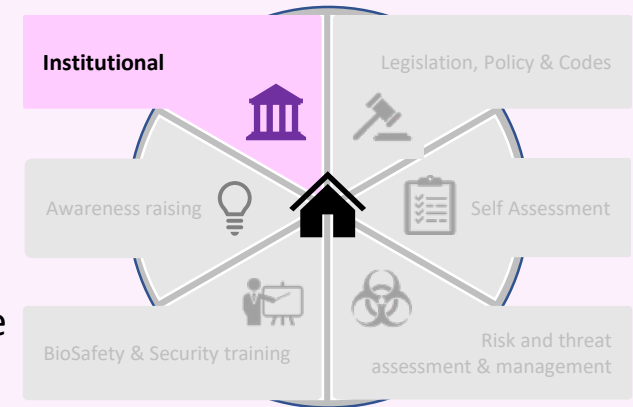 Institutional
Legislation, Policy & Codes
Awareness raising
Self Assessment
e
BioSafety & Security training
Risk and threat
assessment & management